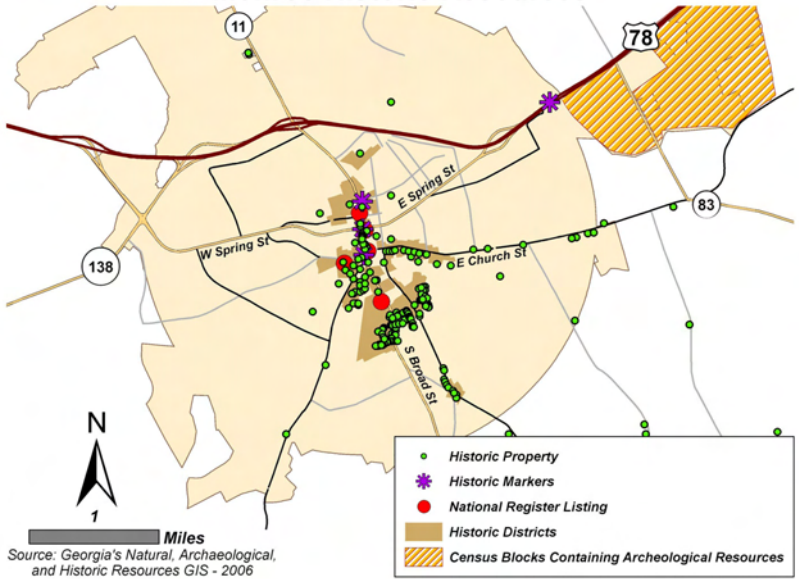 11
78
E Spring St
83
W Spring St
E Church St
138
S Broad St
N
1
Miles
Source: Georgia's Natural, Archaeological,
and Historic Resources GIS - 2006
Historic Property
Historic Markers
National Register Listing
Historic Districts
Census Blocks Containing Archeological Resources